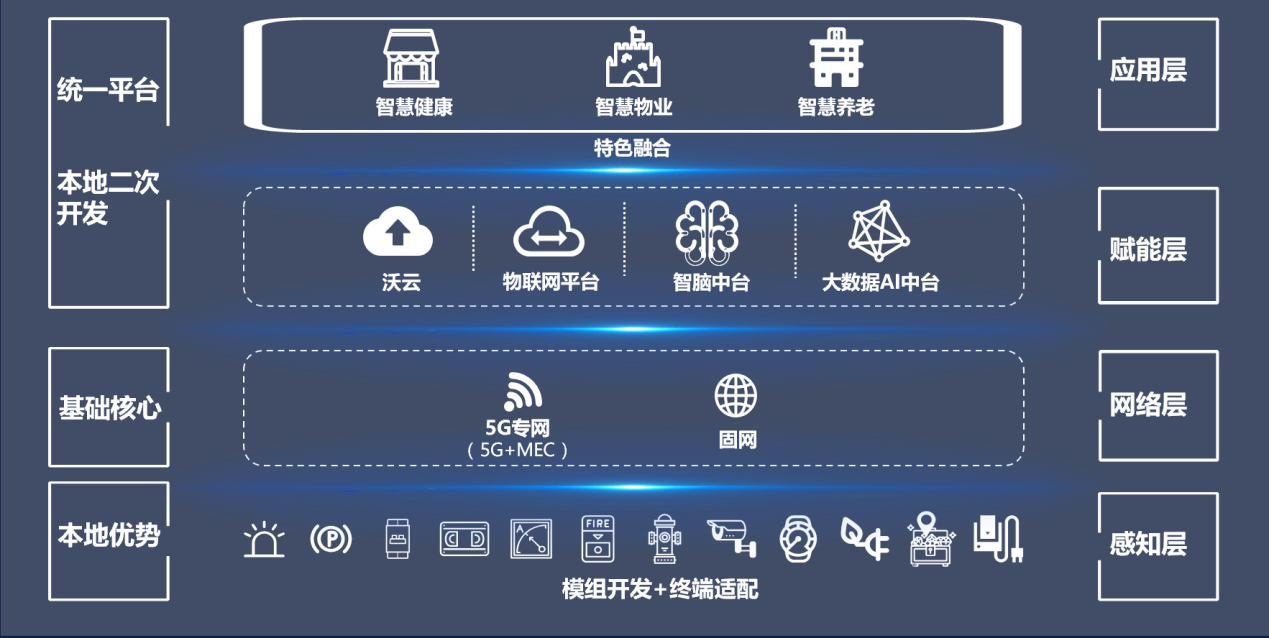 统一平台
本地二次
开发
智慧健康
智慧物业
智慧养老
应用层
特色融合
沃云
物联网平台
智脑中台
大数据AI中台
赋能层
基础核心
5G专网
（5G+MEC）
固网
网络层
本地优势
P
A
FIRE
模组开发+终端适配
感知层